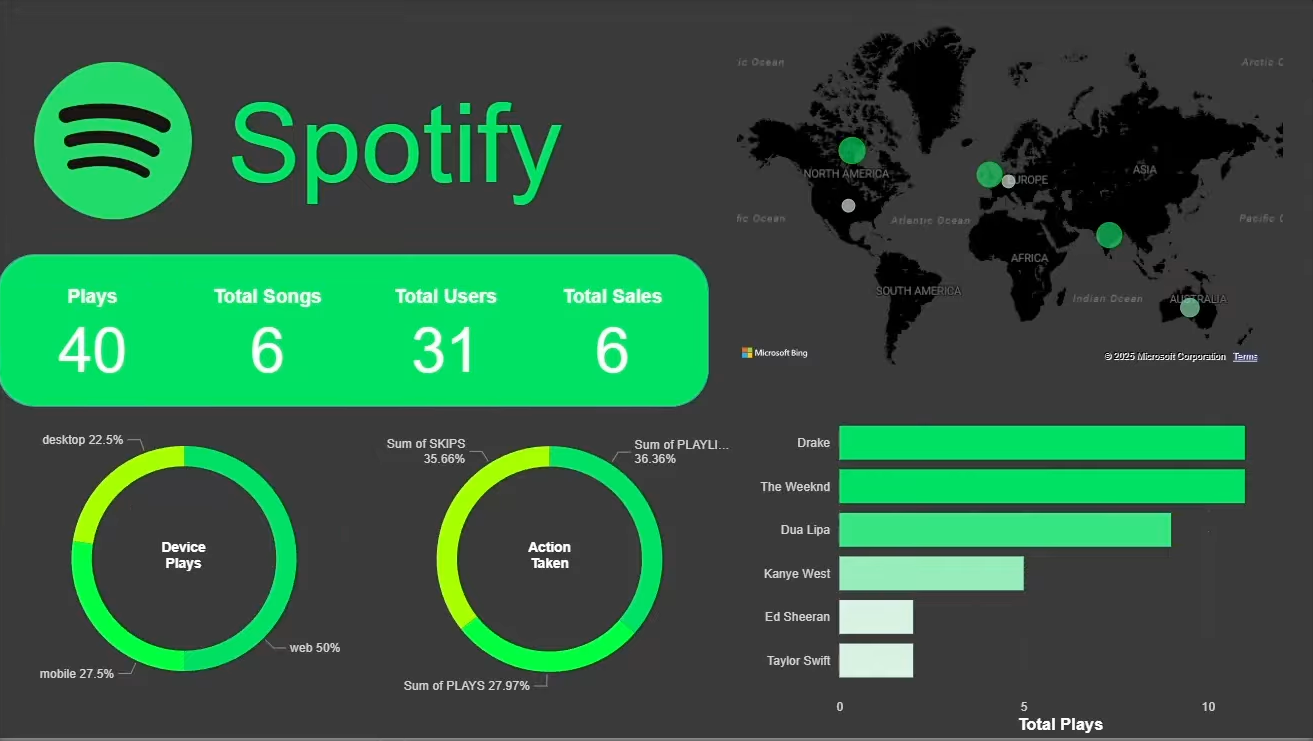 Spotify
Plays
Total Songs
Total Users
Total Sales
40
6
31
6
ic Ocean
Arctic C
NORTH AMERICA
EUROPE
ASIA
fic Ocean
Atlantic Ocean
Pacific C
AFRICA
SOUTH AMERICA
Indian Ocean
AUSTRALIA
Microsoft Bing
© 2025 Microsoft Corporation
Terms
desktop 22.5%
Device
Plays
web 50%
mobile 27.5%
Sum of SKIPS
35.66%
Sum of PLAYLI...
36.36%
Action
Taken
Sum of PLAYS 27.97%
Drake
The Weeknd
Dua Lipa
Kanye West
Ed Sheeran
Taylor Swift
0
5
10
Total Plays